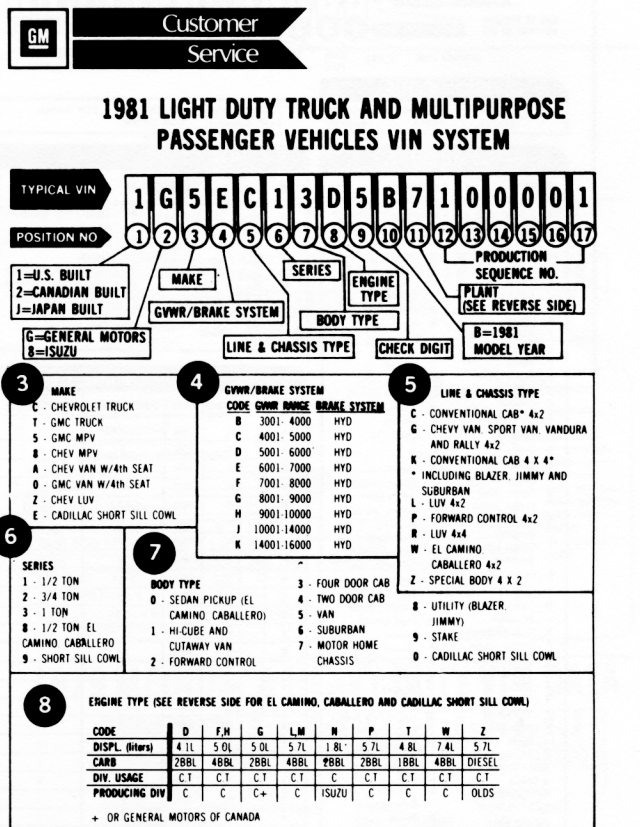 GM
Customer
Service
1981 LIGHT DUTY TRUCK AND MULTIPURPOSE
PASSENGER VEHICLES VIN SYSTEM
TYPICAL VIN 1 G 5 E C 1 3 D 5 B 7 1 0 0 0 0 1
POSITION NO 1 2 3 4 5 6 7 8 9 10 11 12 13 14 15 16 17
1=U.S. BUILT
2=CANADIAN BUILT
J=JAPAN BUILT
G=GENERAL MOTORS
8=ISUZU
MAKE
GVWR/BRAKE SYSTEM
LINE & CHASSIS TYPE
SERIES
BODY TYPE
ENGINE
TYPE
CHECK DIGIT
B=1981
MODEL YEAR
PLANT
(SEE REVERSE SIDE)
PRODUCTION
SEQUENCE NO.
3
MAKE
C - CHEVROLET TRUCK
T - GMC TRUCK
5 - GMC MPV
8 - CHEV MPV
A - CHEV VAN W/4th SEAT
0 - GMC VAN W/4th SEAT
Z - CHEV LUV
E - CADILLAC SHORT SILL COWL
4
GVWR/BRAKE SYSTEM
CODE GVWR RANGE BRAKE SYSTEM
B 3001- 4000 HYD
C 4001- 5000 HYD
D 5001- 6000 HYD
E 6001- 7000 HYD
F 7001- 8000 HYD
G 8001- 9000 HYD
H 9001-10000 HYD
J 10001-14000 HYD
K 14001-16000 HYD
5
LINE & CHASSIS TYPE
C - CONVENTIONAL CAB* 4x2
G - CHEVY VAN, SPORT VAN, VANDURA
AND RALLY 4x2
K - CONVENTIONAL CAB 4 X 4*
* INCLUDING BLAZER, JIMMY AND
SUBURBAN
L - LUV 4x2
P - FORWARD CONTROL 4x2
R - LUV 4x4
W - EL CAMINO,
CABALLERO 4x2
Z - SPECIAL BODY 4 X 2
6
SERIES
1 - 1/2 TON
2 - 3/4 TON
3 - 1 TON
8 - 1/2 TON EL
CAMINO CABALLERO
9 - SHORT SILL COWL
7
BODY TYPE
0 - SEDAN PICKUP (EL
CAMINO, CABALLERO)
1 - HI-CUBE AND
CUTAWAY VAN
2 - FORWARD CONTROL
3 - FOUR DOOR CAB
4 - TWO DOOR CAB
5 - VAN
6 - SUBURBAN
7 - MOTOR HOME
CHASSIS
8 - UTILITY (BLAZER,
JIMMY)
9 - STAKE
0 - CADILLAC SHORT SILL COWL
8
ENGINE TYPE (SEE REVERSE SIDE FOR EL CAMINO, CABALLERO AND CADILLAC SHORT SILL COWL)
CODE D F,H G L,M N P T W Z
DISPL. (liters) 4.1L 5.0L 5.0L 5.7L 1.8L 5.7L 4.8L 7.4L 5.7L
CARB 2BBL 4BBL 2BBL 4BBL 2BBL 2BBL 1BBL 4BBL DIESEL
DIV. USAGE C.T C.T C.T C.T C C.T C.T C.T C.T
PRODUCING DIV C C C+ C ISUZU C C C OLDS
+ OR GENERAL MOTORS OF CANADA